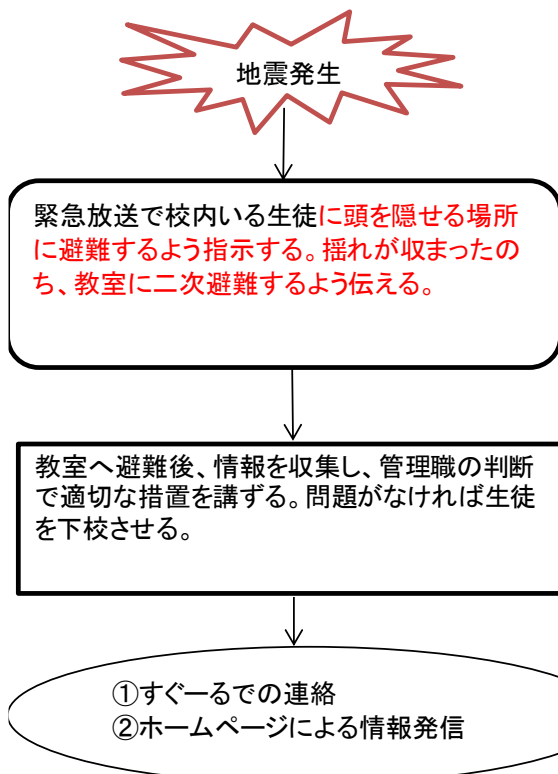 地震発生
緊急放送で校内いる生徒に頭を隠せる場所
に避難するよう指示する。揺れが収まったの
ち、教室に二次避難するよう伝える。
教室へ避難後、情報を収集し、管理職の判断
で適切な措置を講ずる。問題がなければ生徒
を下校させる。
①すぐーるでの連絡
②ホームページによる情報発信